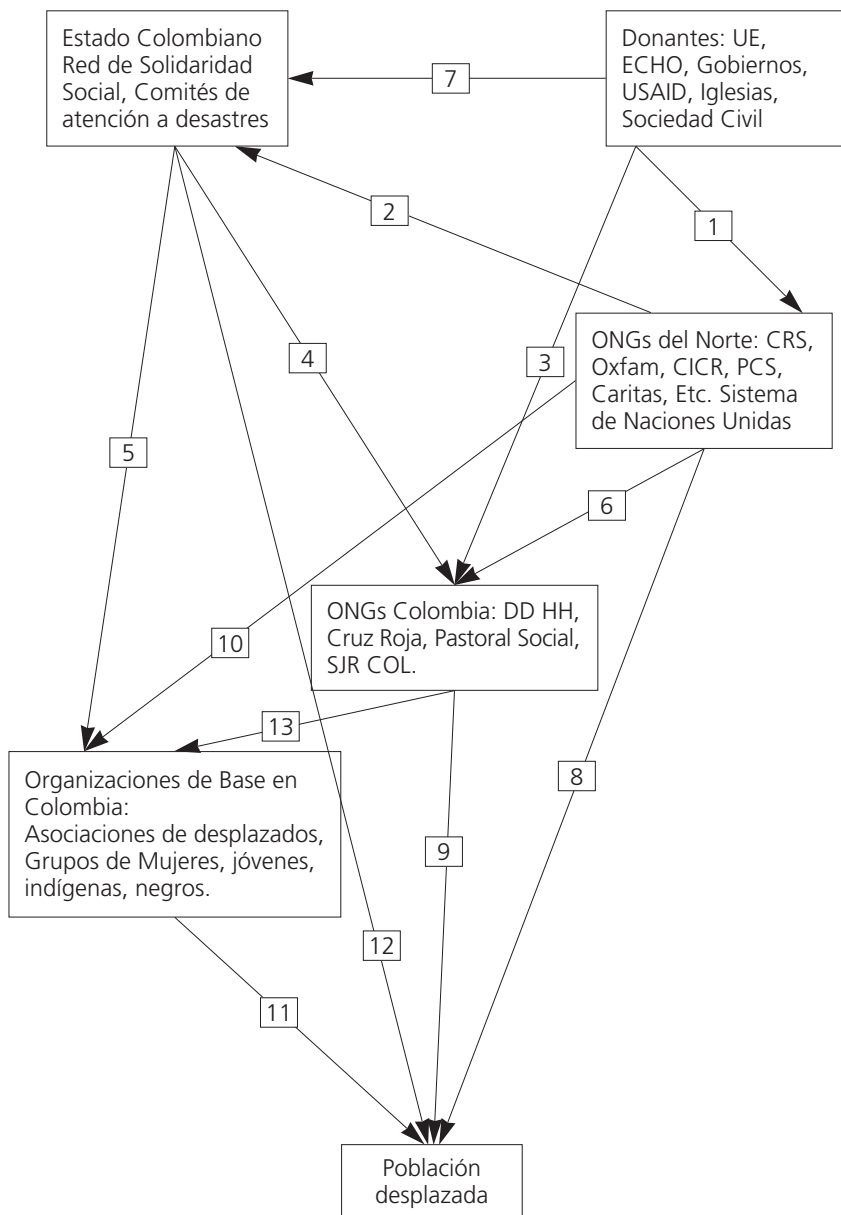 Estado Colombiano
Red de Solidaridad
Social, Comités de
atención a desastres
7
Donantes: UE,
ECHO, Gobiernos,
USAID, Iglesias,
Sociedad Civil
2
1
4
3
ONGs del Norte: CRS,
Oxfam, CICR, PCS,
Caritas, Etc. Sistema
de Naciones Unidas
5
6
ONGs Colombia: DD HH,
Cruz Roja, Pastoral Social,
SJR COL.
10
13
8
Organizaciones de Base en
Colombia:
Asociaciones de desplazados,
Grupos de Mujeres, jóvenes,
indígenas, negros.
9
12
11
Población
desplazada